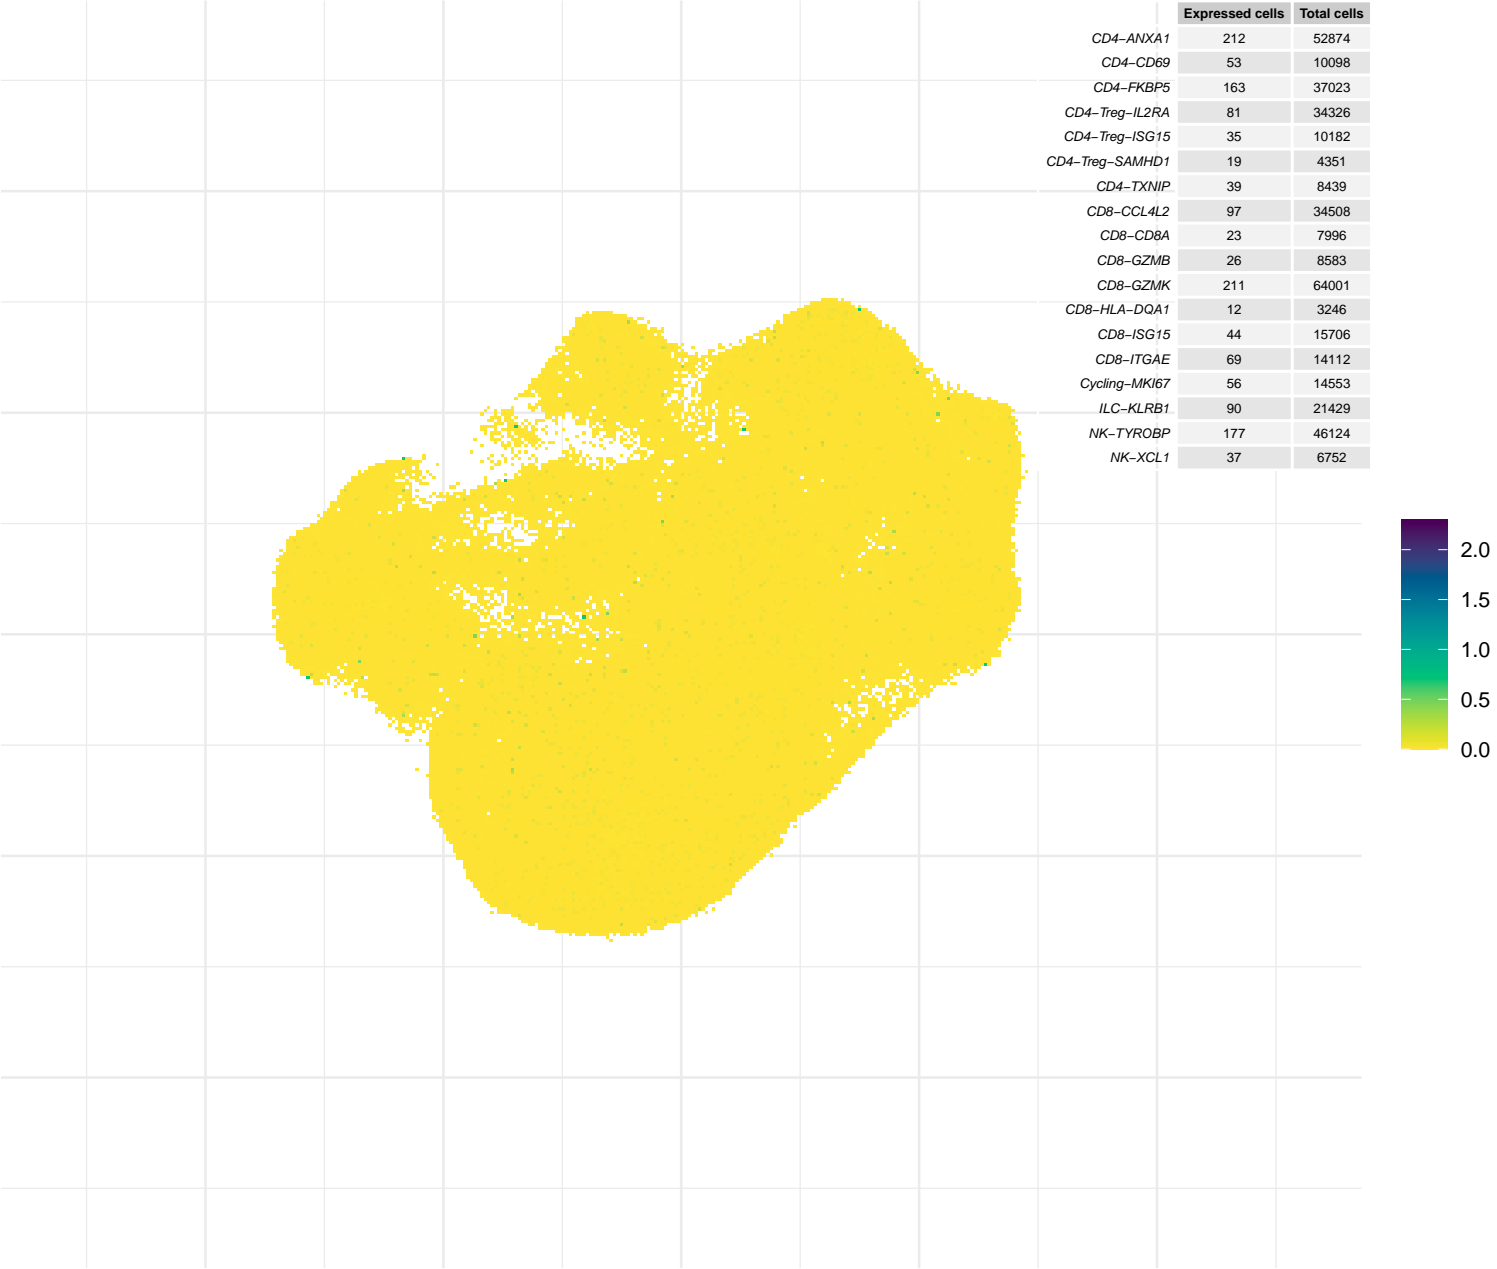 Expressed cells Total cells
CD4−ANXA1 212 52874
CD4−CD69 53 10098
CD4−FKBP5 163 37023
CD4−Treg−IL2RA 81 34326
CD4−Treg−ISG15 35 10182
CD4−Treg−SAMHD1 19 4351
CD4−TXNIP 39 8439
CD8−CCL4L2 97 34508
CD8−CD8A 23 7996
CD8−GZMB 26 8583
CD8−GZMK 211 64001
CD8−HLA−DQA1 12 3246
CD8−ISG15 44 15706
CD8−ITGAE 69 14112
Cycling−MKI67 56 14553
ILC−KLRB1 90 21429
NK−TYROBP 177 46124
NK−XCL1 37 6752
2.0
1.5
1.0
0.5
0.0